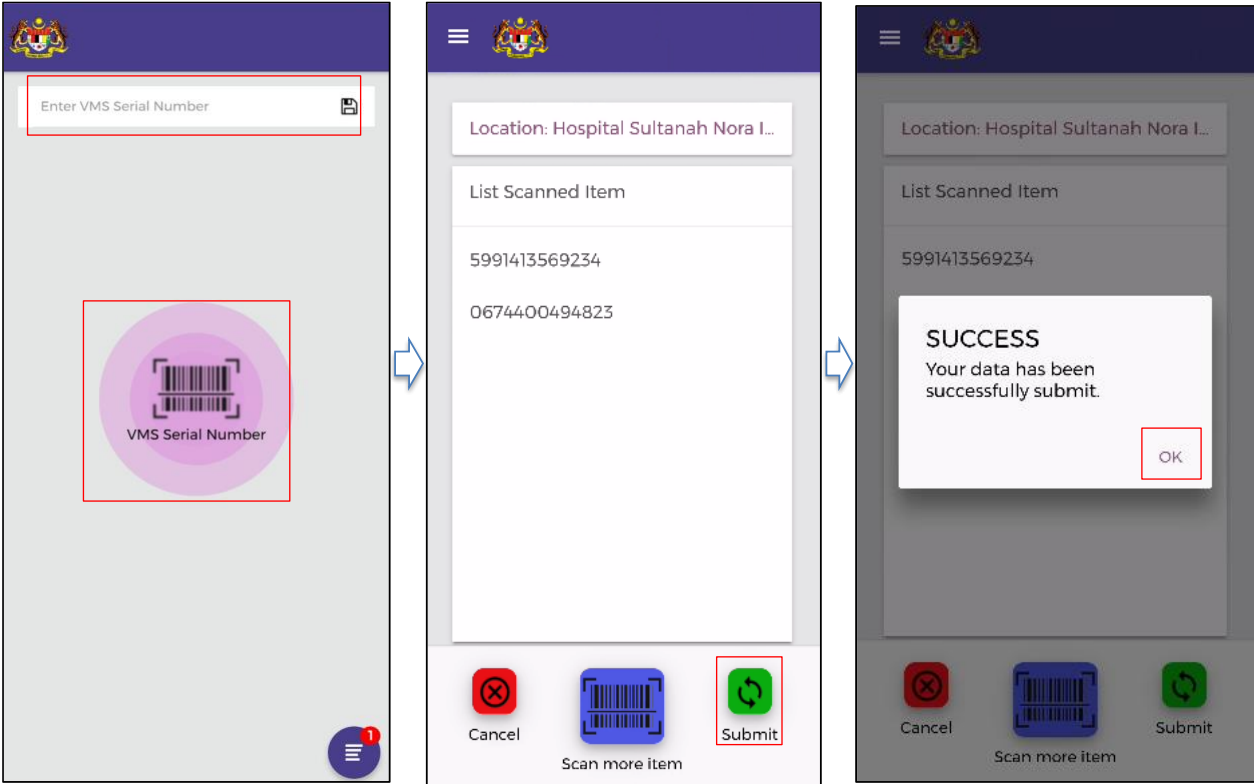 Enter VMS Serial Number
VMS Serial Number
1
Location: Hospital Sultanah Nora I...
List Scanned Item
5991413569234
0674400494823
Cancel
Scan more item
Submit
Location: Hospital Sultanah Nora I...
List Scanned Item
5991413569234
SUCCESS
Your data has been
successfully submit.
OK
Cancel
Scan more item
Submit